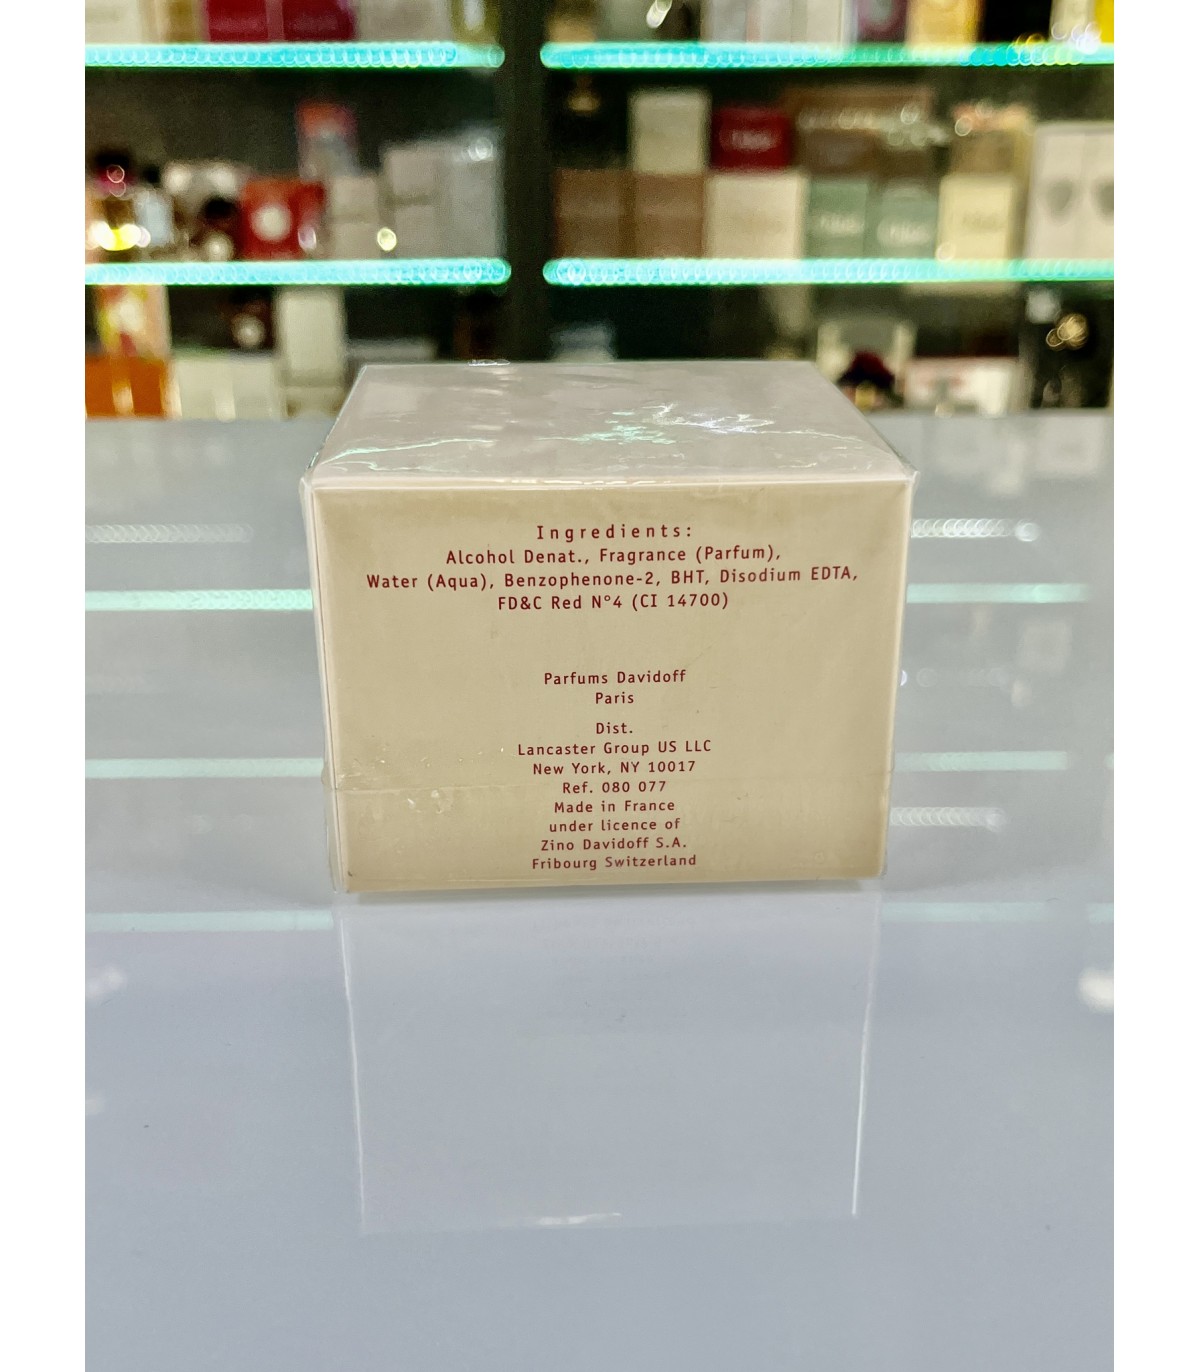 Ingredients:
Alcohol Denat., Fragrance (Parfum),
Water (Aqua), Benzophenone-2, BHT, Disodium EDTA,
FD&C Red N°4 (CI 14700)
Parfums Davidoff
Paris
Dist.
Lancaster Group US LLC
New York, NY 10017
Ref. 080 077
Made in France
under licence of
Zino Davidoff S.A.
Fribourg Switzerland